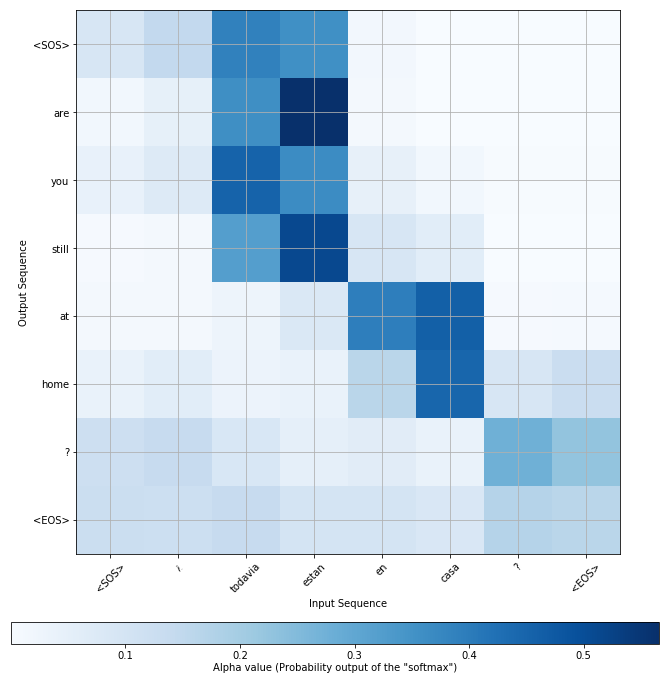 <SOS>
are
you
still
at
home
?
<EOS>
Output Sequence
<SOS> ¿ todavia estan en casa ? <EOS>
Input Sequence
0.1 0.2 0.3 0.4 0.5
Alpha value (Probability output of the "softmax")